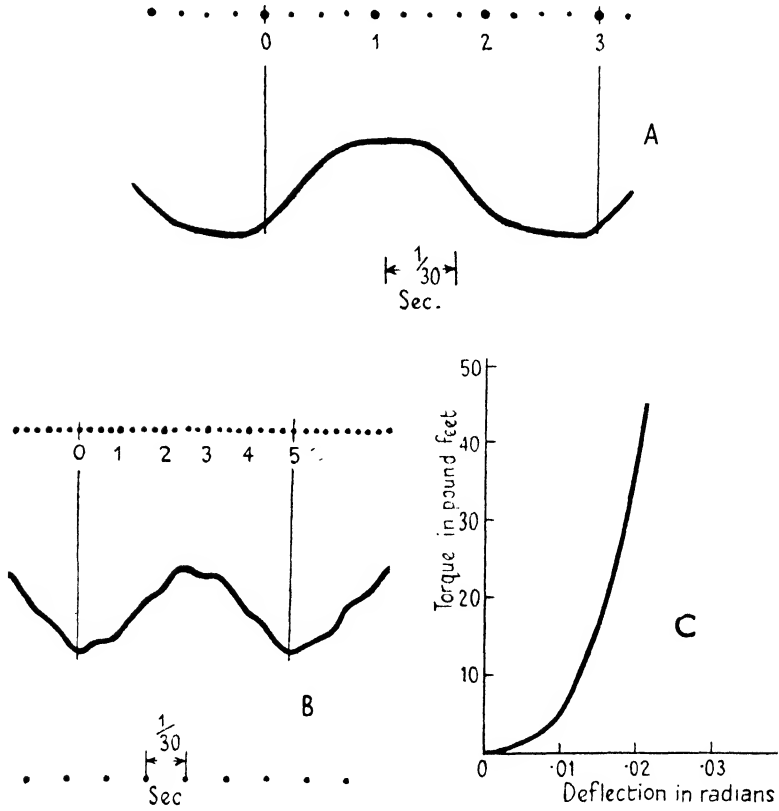 0 1 2 3
A
1/30
Sec.
0 1 2 3 4 5
B
1/30
Sec
50
40
30
20
10
Torque in pound feet
C
0 ·01 ·02 ·03
Deflection in radians